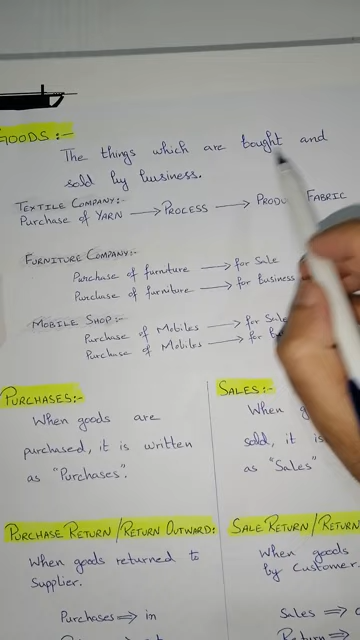 GOODS:-
The things which are bought and
sold by business.
TEXTILE COMPANY:-
Purchase of YARN → PROCESS → FABRIC
FURNITURE COMPANY:-
Purchase of furniture → for Sale
Purchase of furniture → for Business
MOBILE SHOP:-
Purchase of Mobiles → for Sale
Purchase of Mobiles → for
PURCHASES:-
When goods are
purchased, it is written
as "Purchases".
SALES:-
When
sold, it is
as "Sales"
PURCHASE RETURN/RETURN OUTWARD:
When goods returned to
Supplier.
Purchases ⇒ in
SALE RETURN/RETURN
When goods
by Customer.
Sales ⇒
Return ⇒